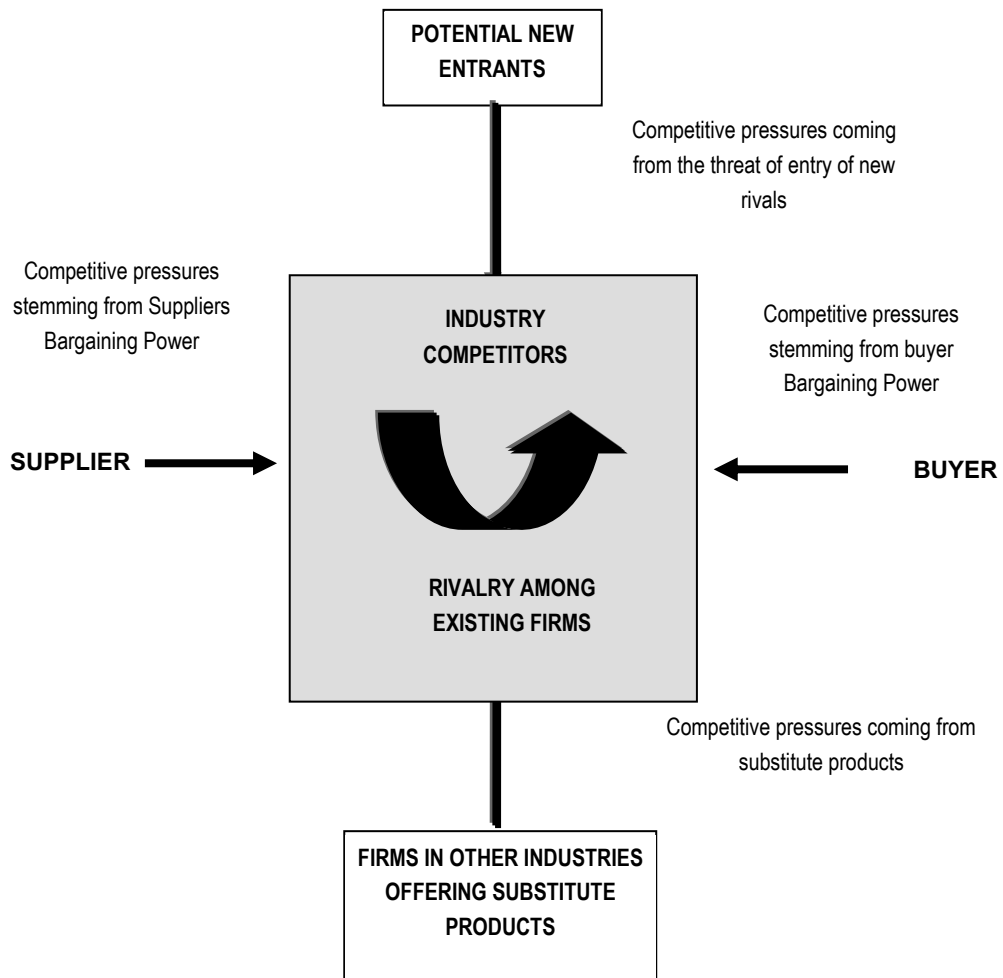 POTENTIAL NEW
ENTRANTS
Competitive pressures coming
from the threat of entry of new
rivals
Competitive pressures
stemming from Suppliers
Bargaining Power
INDUSTRY
COMPETITORS
Competitive pressures
stemming from buyer
Bargaining Power
SUPPLIER
BUYER
RIVALRY AMONG
EXISTING FIRMS
Competitive pressures coming from
substitute products
FIRMS IN OTHER INDUSTRIES
OFFERING SUBSTITUTE
PRODUCTS